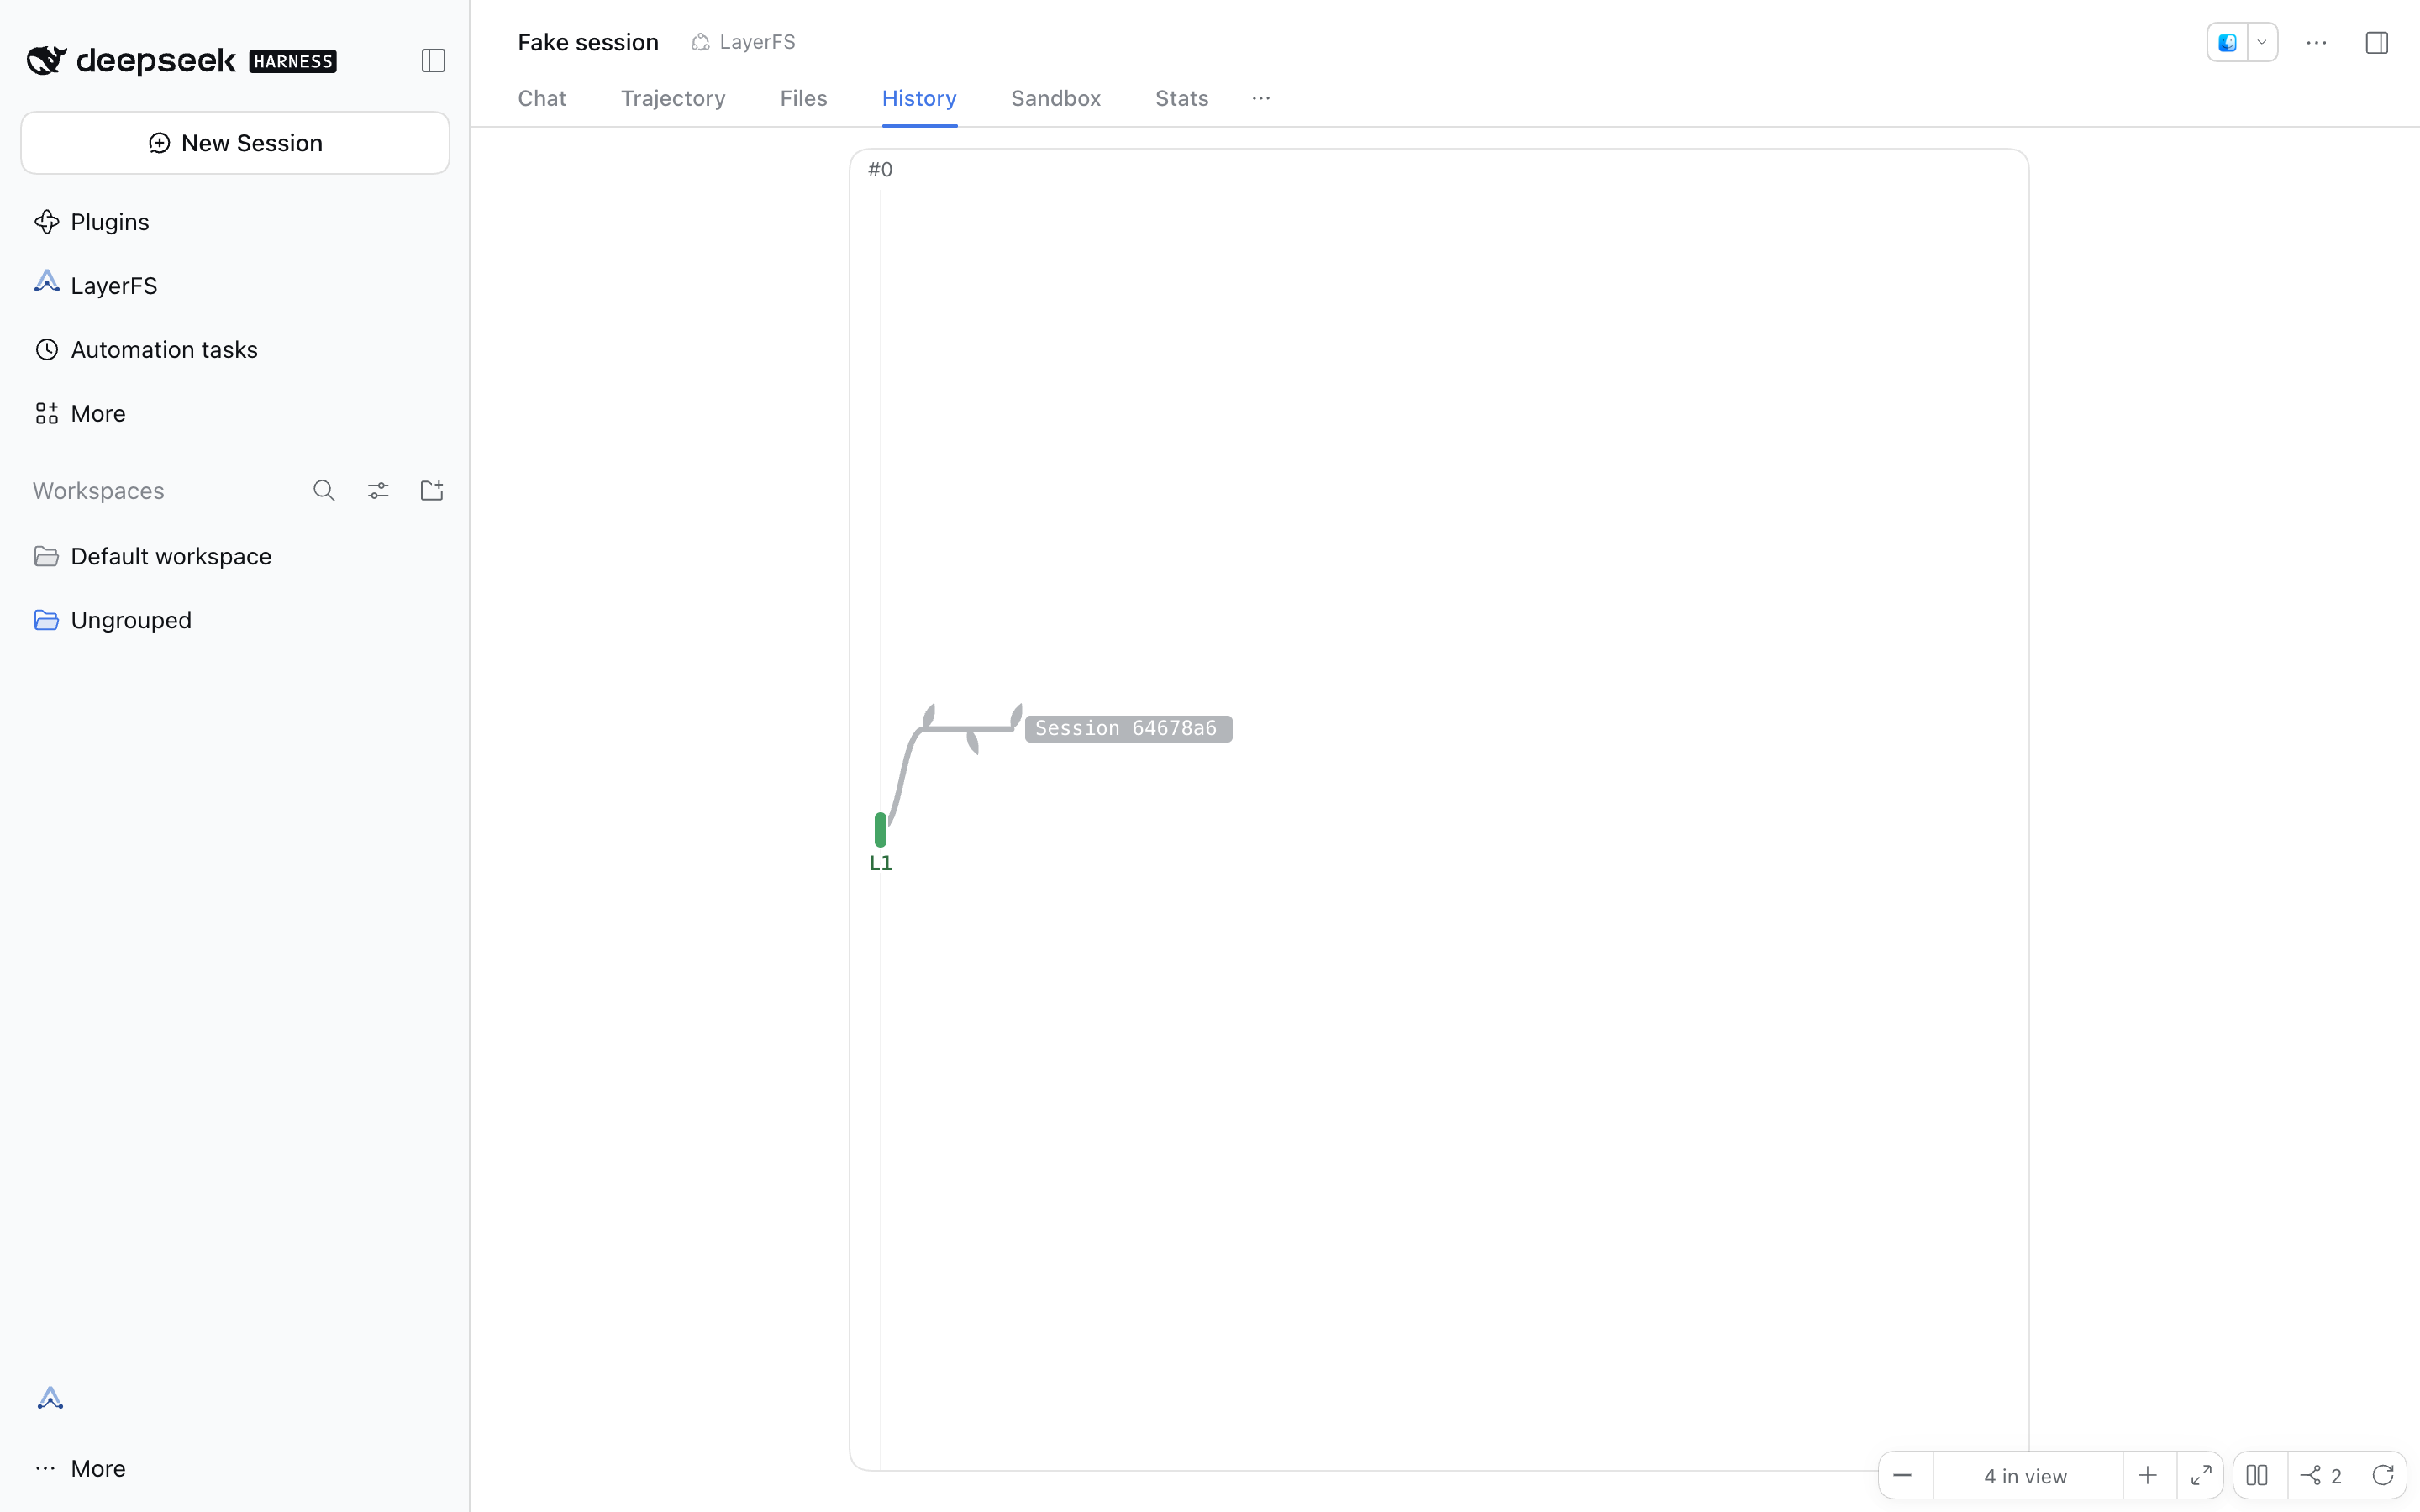 deepseek HARNESS
New Session
Plugins
LayerFS
Automation tasks
More
Workspaces
Default workspace
Ungrouped
More
Fake session LayerFS
Chat Trajectory Files History Sandbox Stats
#0
Session 64678a6
L1
4 in view 2